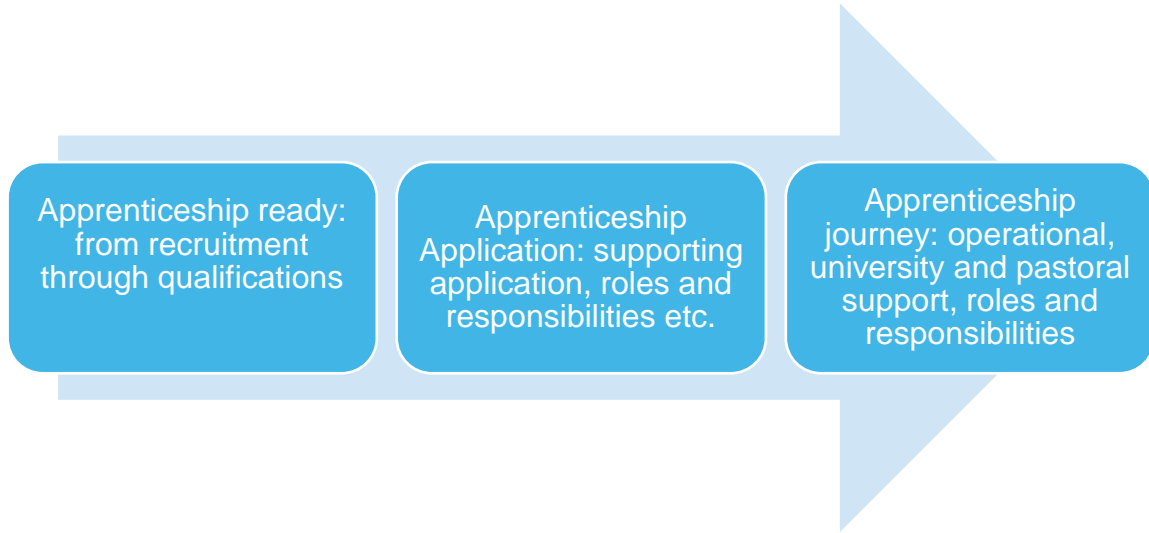 Apprenticeship ready:
from recruitment
through qualifications
Apprenticeship
Application: supporting
application, roles and
responsibilities etc.
Apprenticeship
journey: operational,
university and pastoral
support, roles and
responsibilities